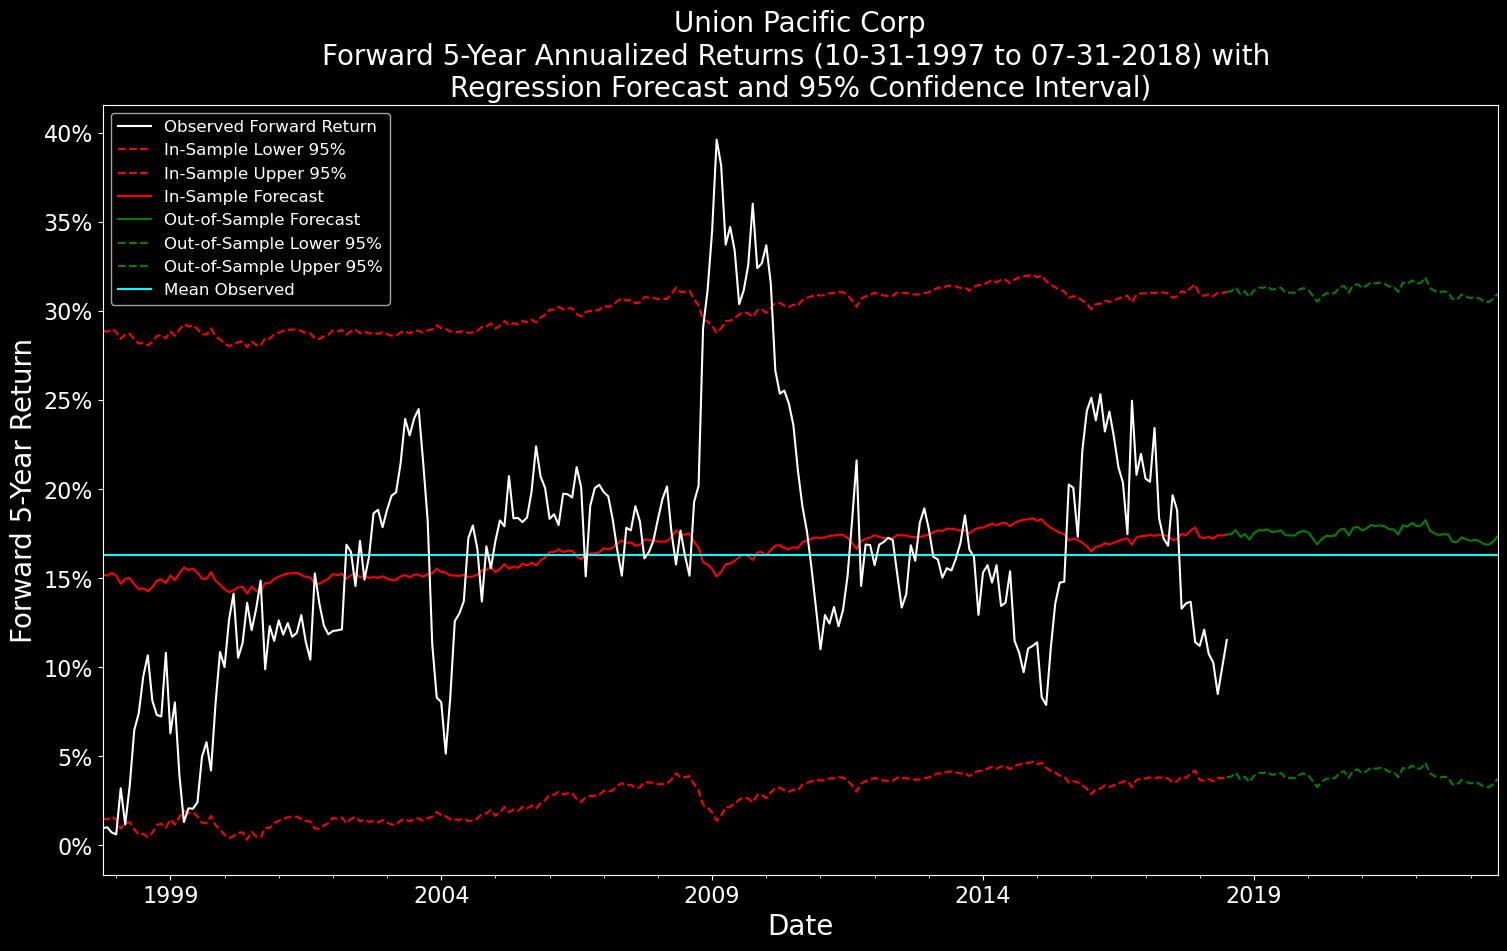 Union Pacific Corp
Forward 5-Year Annualized Returns (10-31-1997 to 07-31-2018) with
Regression Forecast and 95% Confidence Interval)
Forward 5-Year Return
40%
35%
30%
25%
20%
15%
10%
5%
0%
Observed Forward Return
In-Sample Lower 95%
In-Sample Upper 95%
In-Sample Forecast
Out-of-Sample Forecast
Out-of-Sample Lower 95%
Out-of-Sample Upper 95%
Mean Observed
1999
2004
2009
2014
2019
Date